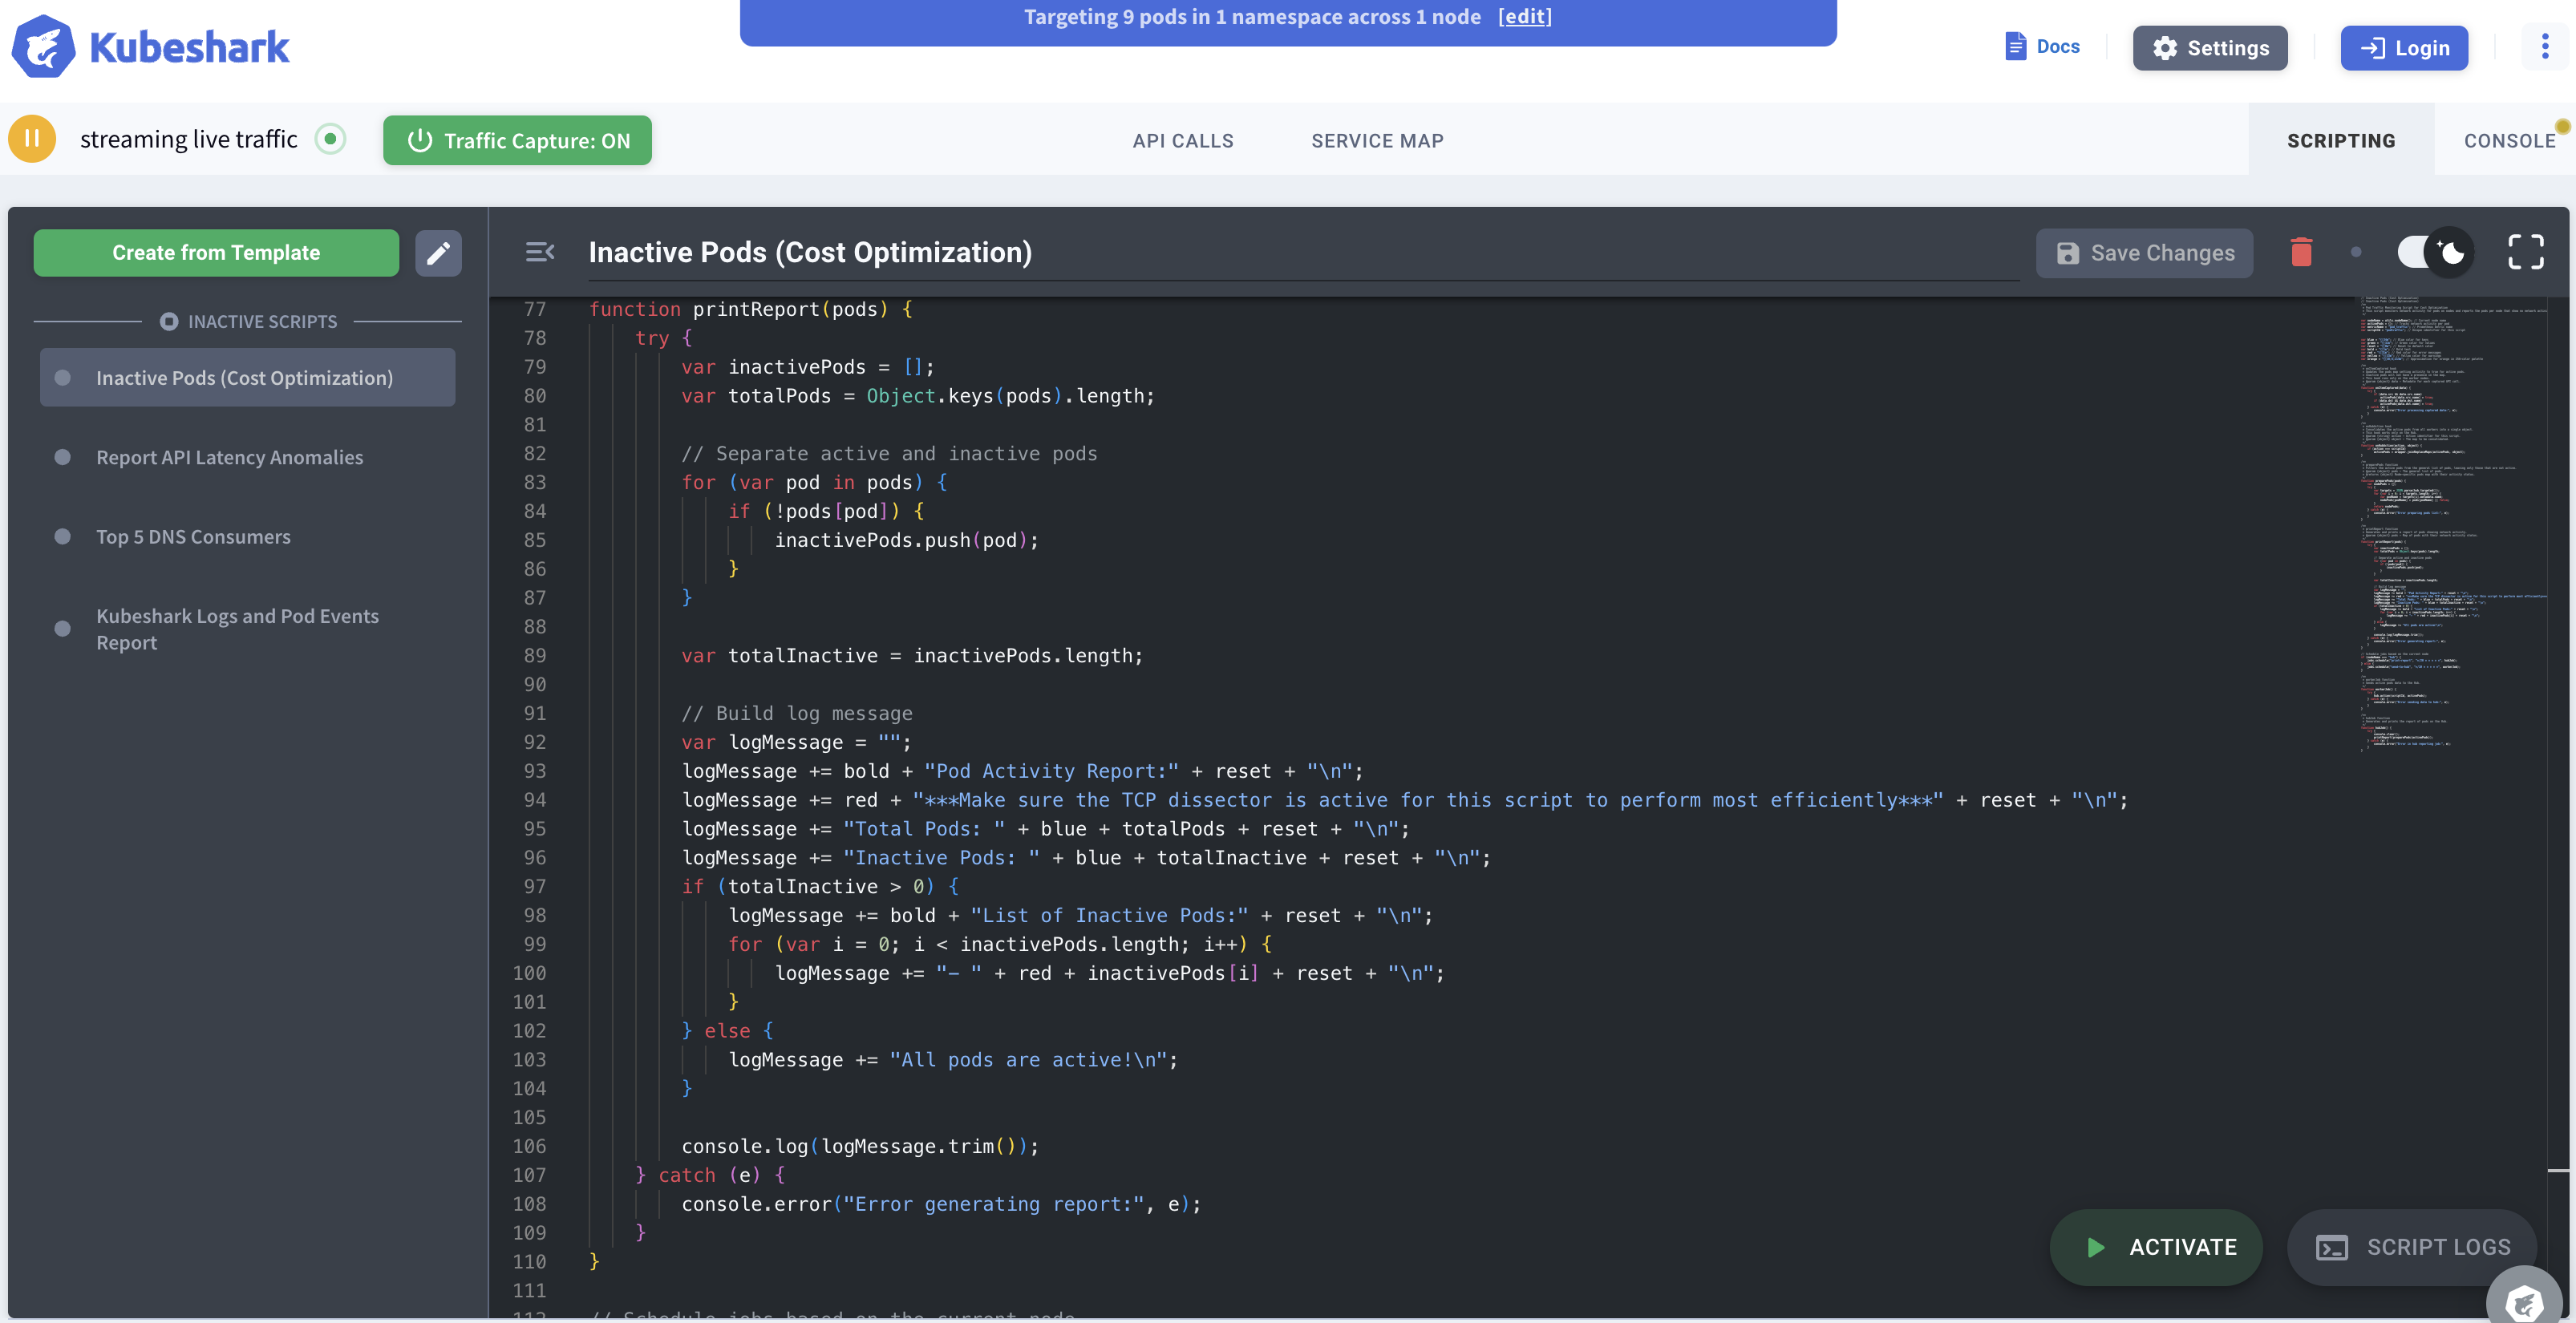 Kubeshark
Targeting 9 pods in 1 namespace across 1 node [edit]
Docs
Settings
Login
streaming live traffic
Traffic Capture: ON
API CALLS
SERVICE MAP
SCRIPTING
CONSOLE
Create from Template
INACTIVE SCRIPTS
Inactive Pods (Cost Optimization)
Report API Latency Anomalies
Top 5 DNS Consumers
Kubeshark Logs and Pod Events
Report
Inactive Pods (Cost Optimization)
Save Changes
77 function printReport(pods) {
78 try {
79 var inactivePods = [];
80 var totalPods = Object.keys(pods).length;
81
82 // Separate active and inactive pods
83 for (var pod in pods) {
84 if (!pods[pod]) {
85 inactivePods.push(pod);
86 }
87 }
88
89 var totalInactive = inactivePods.length;
90
91 // Build log message
92 var logMessage = "";
93 logMessage += bold + "Pod Activity Report:" + reset + "\n";
94 logMessage += red + "***Make sure the TCP dissector is active for this script to perform most efficiently***" + reset + "\n";
95 logMessage += "Total Pods: " + blue + totalPods + reset + "\n";
96 logMessage += "Inactive Pods: " + blue + totalInactive + reset + "\n";
97 if (totalInactive > 0) {
98 logMessage += bold + "List of Inactive Pods:" + reset + "\n";
99 for (var i = 0; i < inactivePods.length; i++) {
100 logMessage += "- " + red + inactivePods[i] + reset + "\n";
101 }
102 } else {
103 logMessage += "All pods are active!\n";
104 }
105
106 console.log(logMessage.trim());
107 } catch (e) {
108 console.error("Error generating report:", e);
109 }
110 }
111
112 // Schedule jobs based on the current node
ACTIVATE
SCRIPT LOGS